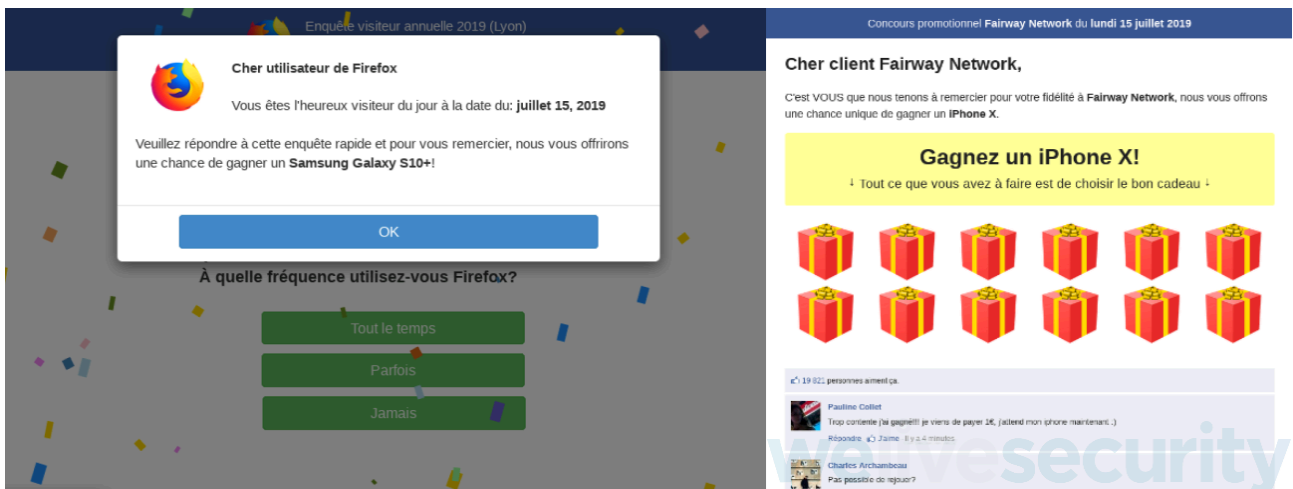 Enquête visiteur annuelle 2019 (Lyon)
Cher utilisateur de Firefox
Vous êtes l'heureux visiteur du jour à la date du: juillet 15, 2019
Veuillez répondre à cette enquête rapide et pour vous remercier, nous vous offrirons
une chance de gagner un Samsung Galaxy S10+!
OK
À quelle fréquence utilisez-vous Firefox?
Tout le temps
Parfois
Jamais
Concours promotionnel Fairway Network du lundi 15 juillet 2019
Cher client Fairway Network,
C'est VOUS que nous tenons à remercier pour votre fidélité à Fairway Network, nous vous offrons
une chance unique de gagner un iPhone X.
Gagnez un iPhone X!
↓ Tout ce que vous avez à faire est de choisir le bon cadeau ↓
19 821 personnes aiment ça.
Pauline Collet
Trop contente j'ai gagné!!! je viens de payer 1€, j'attend mon iphone maintenant :)
Répondre J'aime Il y a 4 minutes
Charles Archambeau
Pas possible de rejouer?
welivesecurity